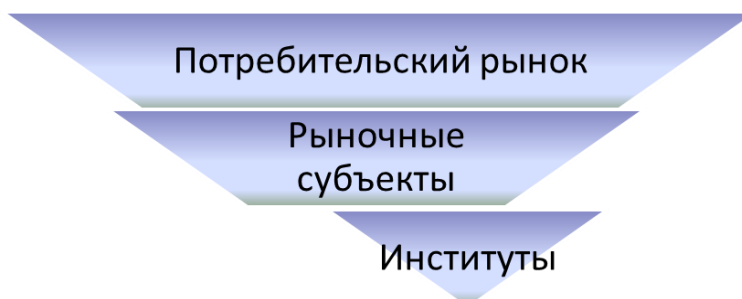 Потребительский рынок
Рыночные
субъекты
Институты